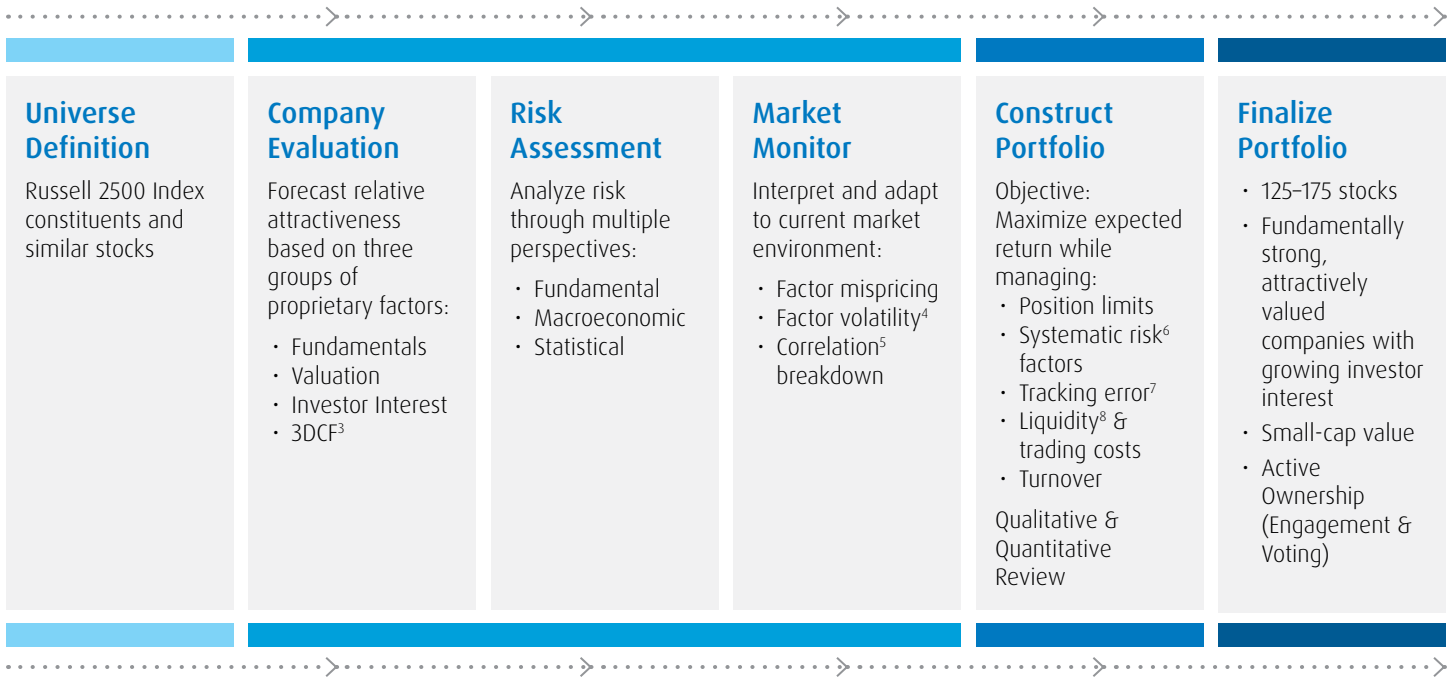 Universe
Definition
Russell 2500 Index
constituents and
similar stocks
Company
Evaluation
Forecast relative
attractiveness
based on three
groups of
proprietary factors:
· Fundamentals
· Valuation
· Investor Interest
· 3DCF³
Risk
Assessment
Analyze risk
through multiple
perspectives:
· Fundamental
· Macroeconomic
· Statistical
Market
Monitor
Interpret and adapt
to current market
environment:
· Factor mispricing
· Factor volatility⁴
· Correlation⁵
breakdown
Construct
Portfolio
Objective:
Maximize expected
return while
managing:
· Position limits
· Systematic risk⁶
factors
· Tracking error⁷
· Liquidity⁸ &
trading costs
· Turnover
Qualitative &
Quantitative
Review
Finalize
Portfolio
· 125–175 stocks
· Fundamentally
strong,
attractively
valued
companies with
growing investor
interest
· Small-cap value
· Active
Ownership
(Engagement &
Voting)